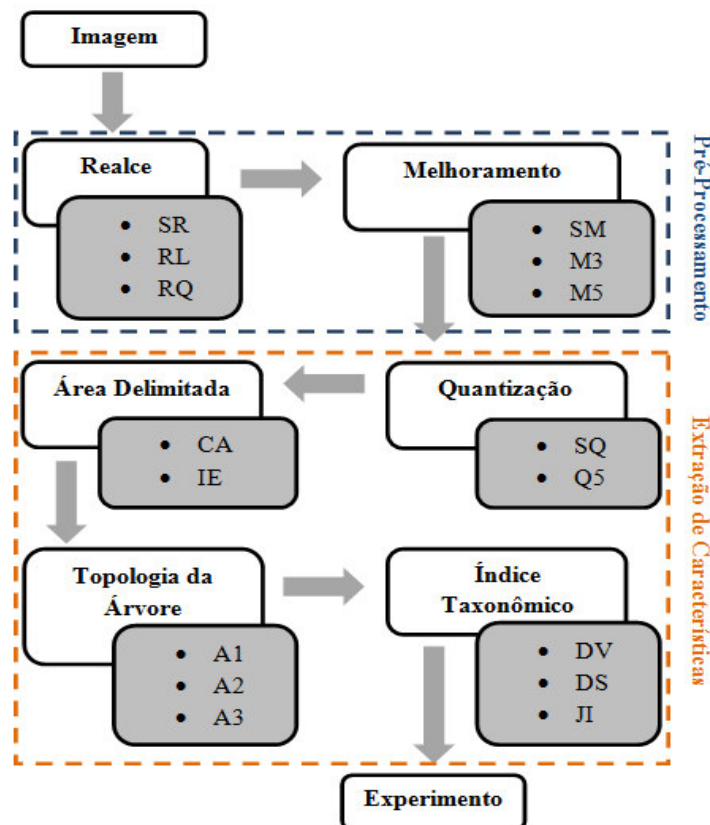 Imagem
Realce
• SR
• RL
• RQ
Melhoramento
• SM
• M3
• M5
Pré-Processamento
Quantização
• SQ
• Q5
Área Delimitada
• CA
• IE
Topologia da
Árvore
• A1
• A2
• A3
Índice
Taxonômico
• DV
• DS
• JI
Extração de Características
Experimento